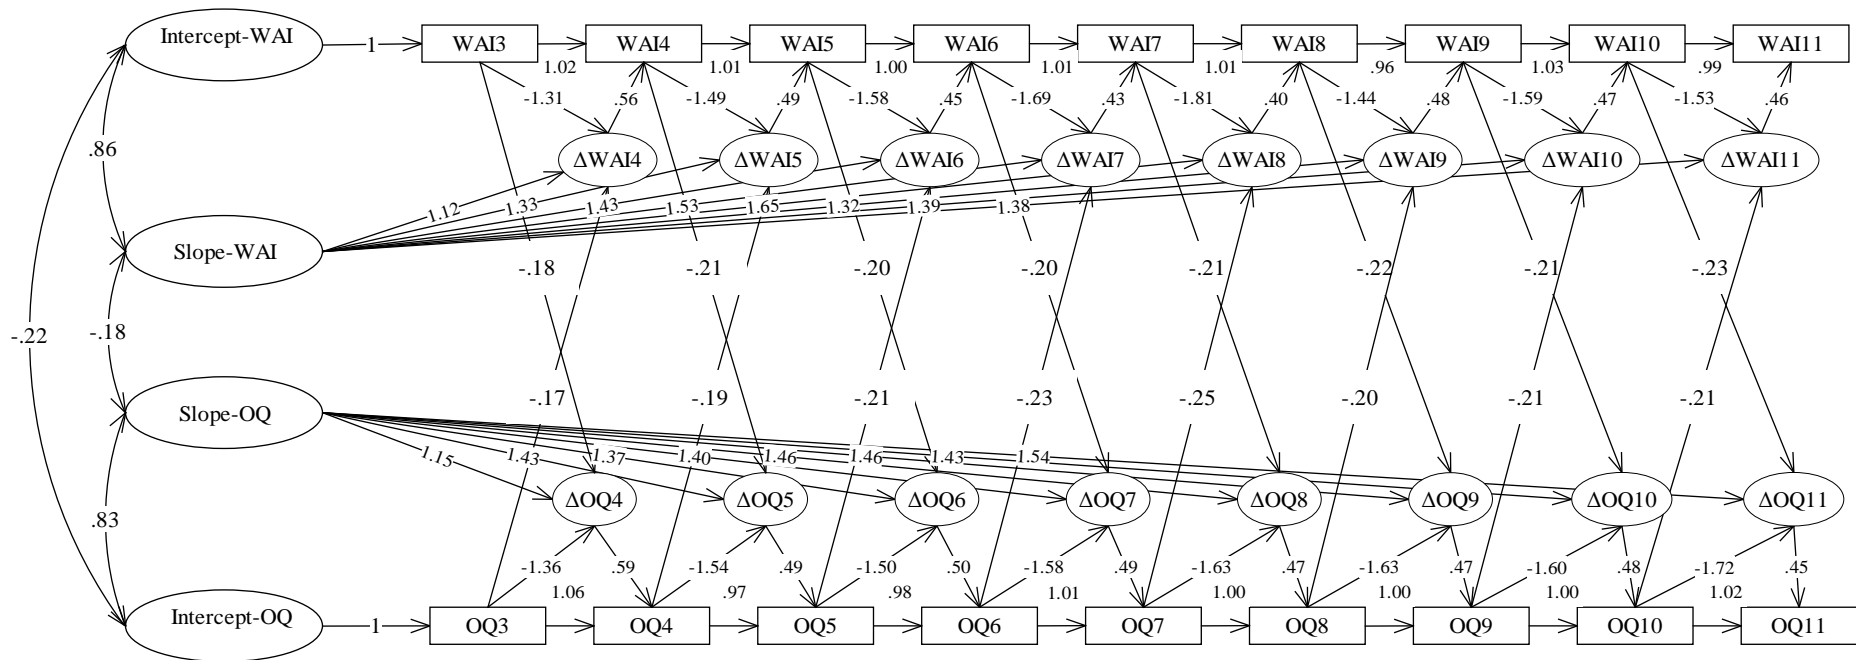 Intercept-WAI
1
WAI3
WAI4
WAI5
WAI6
WAI7
WAI8
WAI9
WAI10
WAI11
1.02
1.01
1.00
1.01
1.01
.96
1.03
.99
-1.31
.56
-1.49
.49
-1.58
.45
-1.69
.43
-1.81
.40
-1.44
.48
-1.59
.47
-1.53
.46
.86
ΔWAI4
ΔWAI5
ΔWAI6
ΔWAI7
ΔWAI8
ΔWAI9
ΔWAI10
ΔWAI11
1.12
1.33
1.43
1.53
1.65
1.32
1.39
1.38
Slope-WAI
-.18
-.21
-.20
-.20
-.21
-.22
-.21
-.23
-.22
-.18
-.17
-.19
-.21
-.23
-.25
-.20
-.21
-.21
Slope-OQ
1.15
1.43
1.37
1.40
1.46
1.46
1.43
1.54
ΔOQ4
ΔOQ5
ΔOQ6
ΔOQ7
ΔOQ8
ΔOQ9
ΔOQ10
ΔOQ11
.83
-1.36
.59
-1.54
.49
-1.50
.50
-1.58
.49
-1.63
.47
-1.63
.47
-1.60
.48
-1.72
.45
1.06
.97
.98
1.01
1.00
1.00
1.00
1.02
Intercept-OQ
1
OQ3
OQ4
OQ5
OQ6
OQ7
OQ8
OQ9
OQ10
OQ11